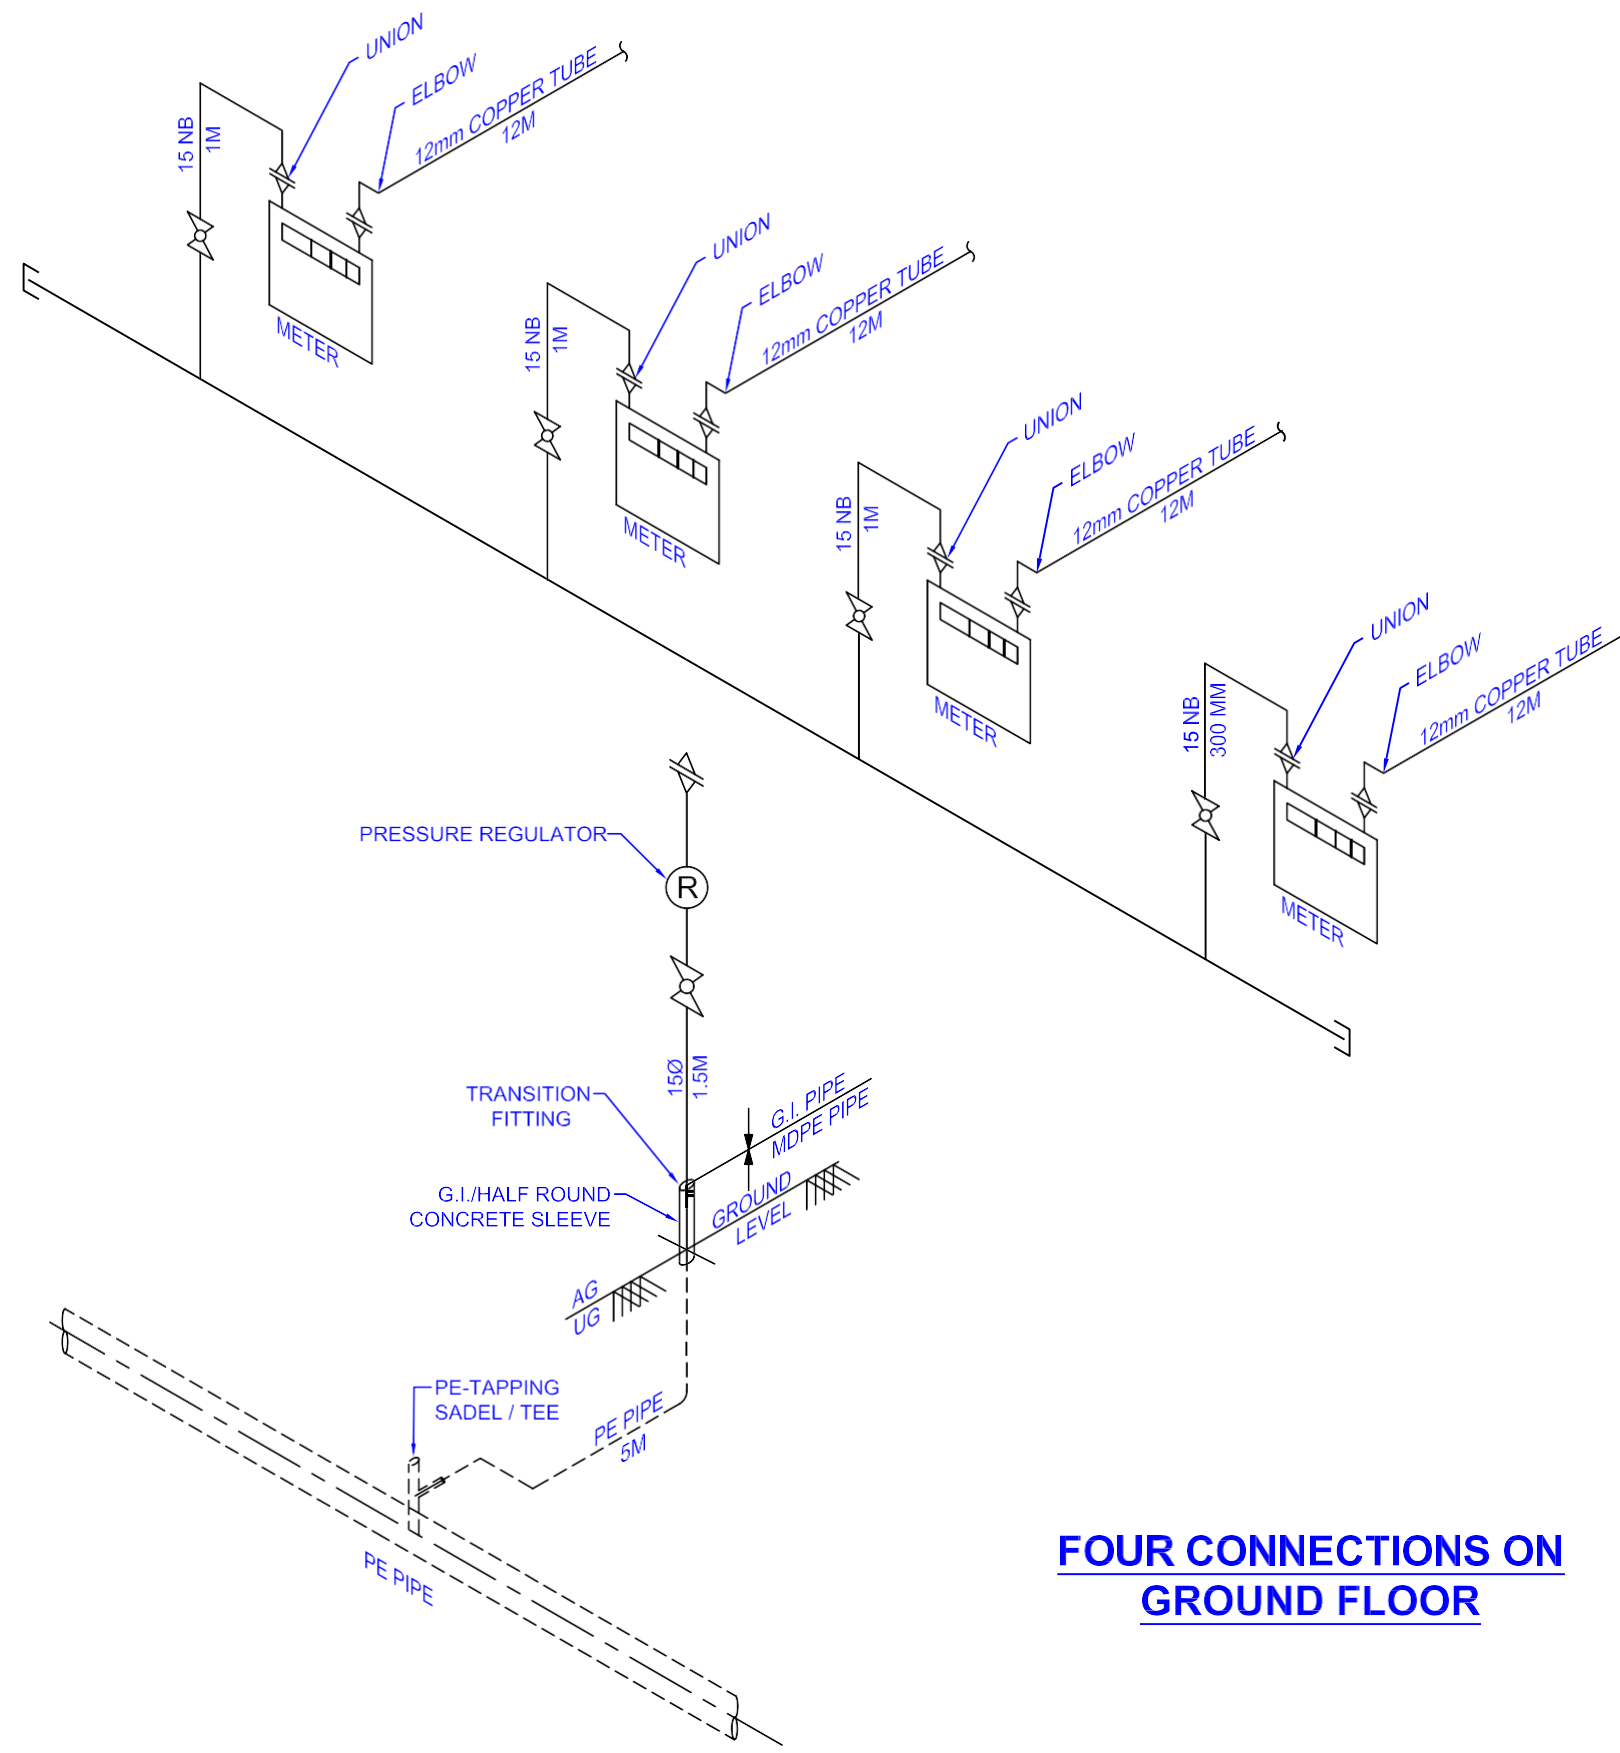 UNION
ELBOW
12mm COPPER TUBE
12M
15 NB
1M
METER
UNION
ELBOW
12mm COPPER TUBE
12M
15 NB
1M
METER
UNION
ELBOW
12mm COPPER TUBE
12M
15 NB
1M
METER
UNION
ELBOW
12mm COPPER TUBE
12M
15 NB
300 MM
METER
PRESSURE REGULATOR
R
15Ø
1.5M
TRANSITION
FITTING
G.I. PIPE
MDPE PIPE
G.I./HALF ROUND
CONCRETE SLEEVE
GROUND
LEVEL
AG
UG
PE-TAPPING
SADEL / TEE
PE PIPE
5M
PE PIPE
FOUR CONNECTIONS ON
GROUND FLOOR